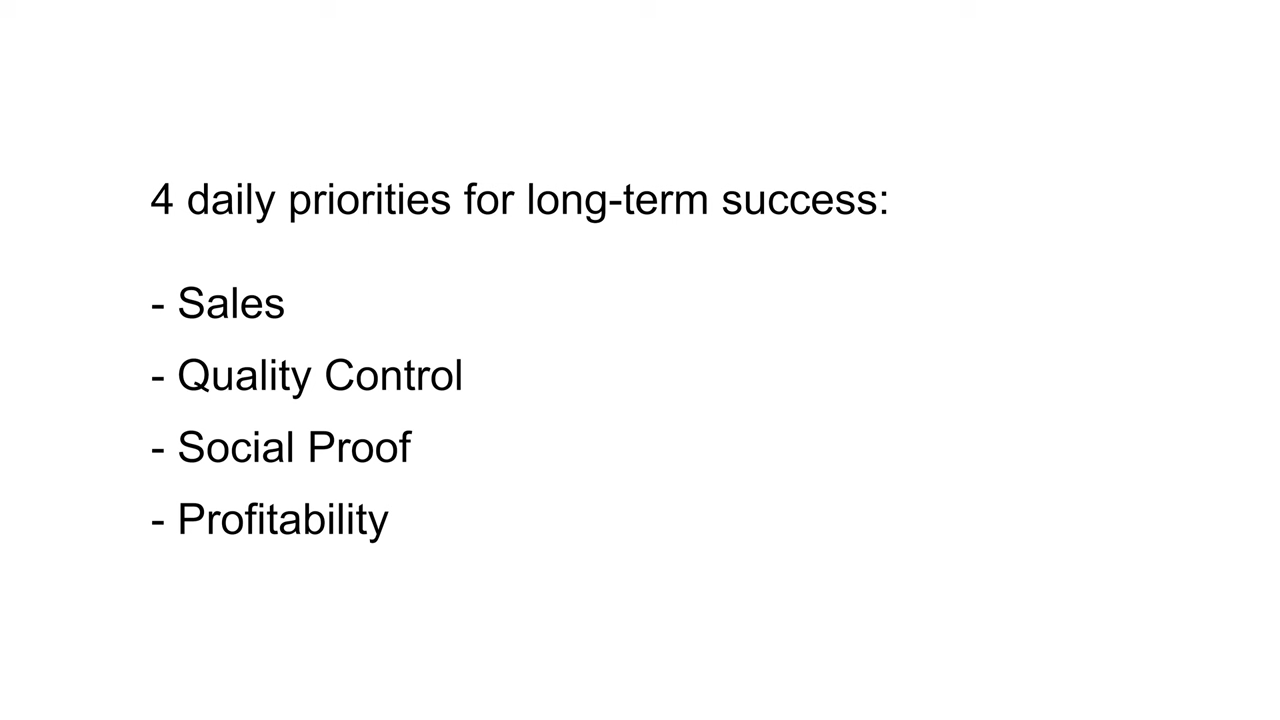 4 daily priorities for long-term success:
- Sales
- Quality Control
- Social Proof
- Profitability